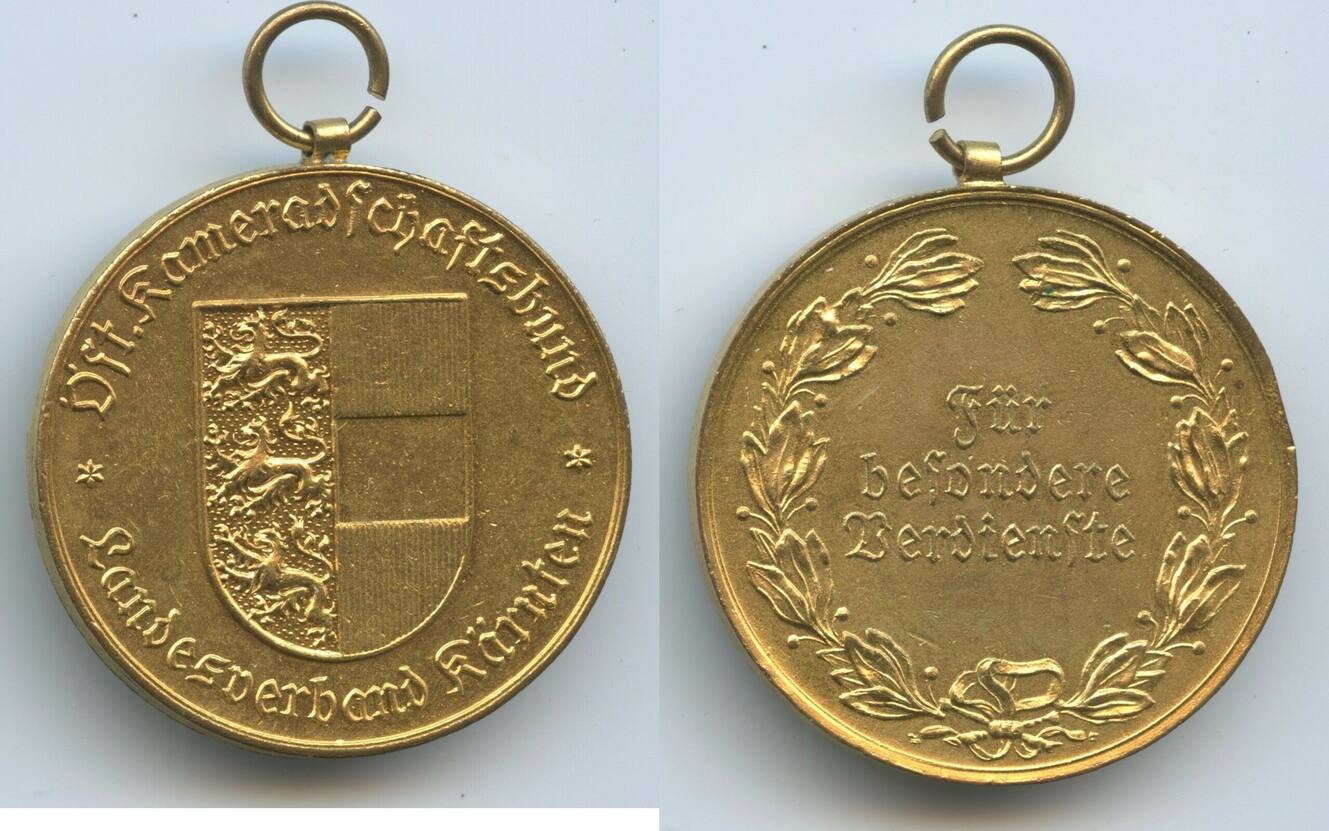 Öst. Kameradschaftsbund
* Landesverband Kärnten *
Für
besondere
Verdienste